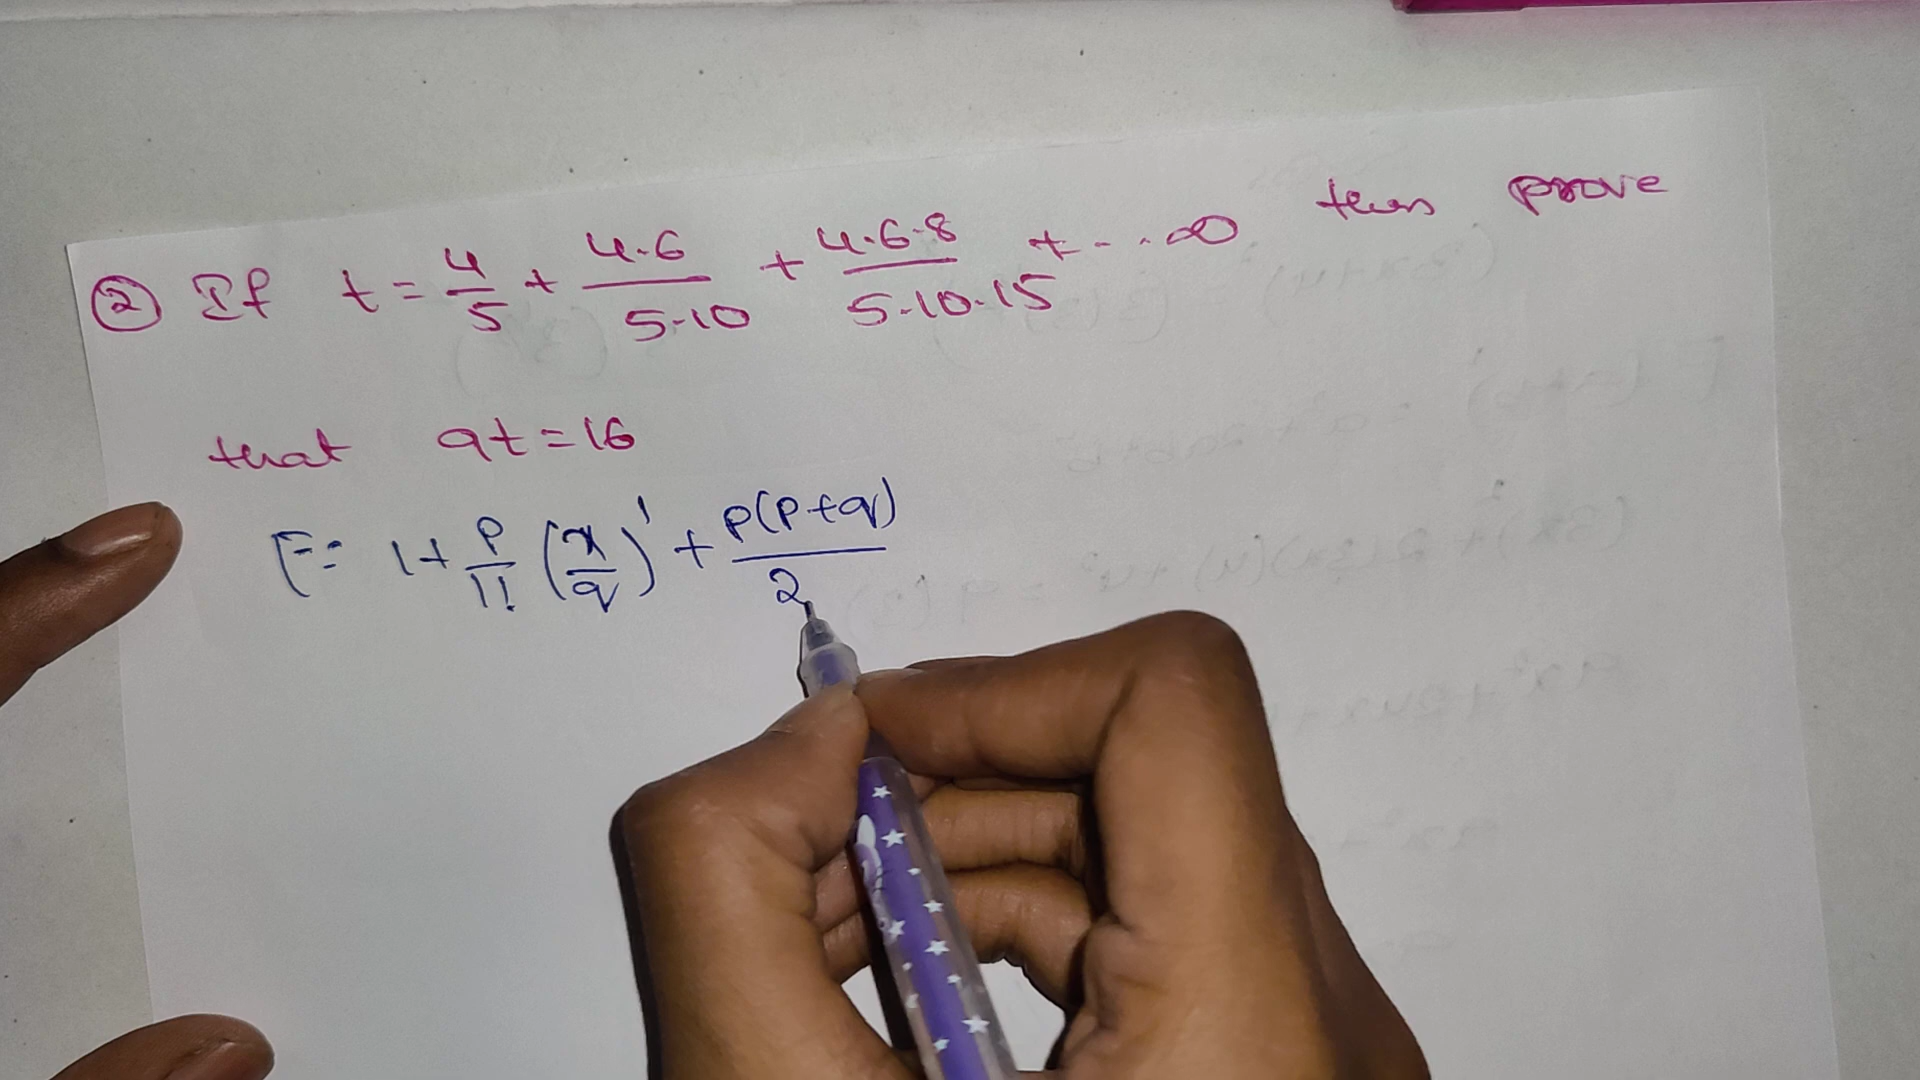 ② If t = 4/5 + 4·6/5·10 + 4·6·8/5·10·15 + - - · ∞ then prove
that 9t = 16
F= 1 + P/1! (x/q)¹ + P(P+q)/2